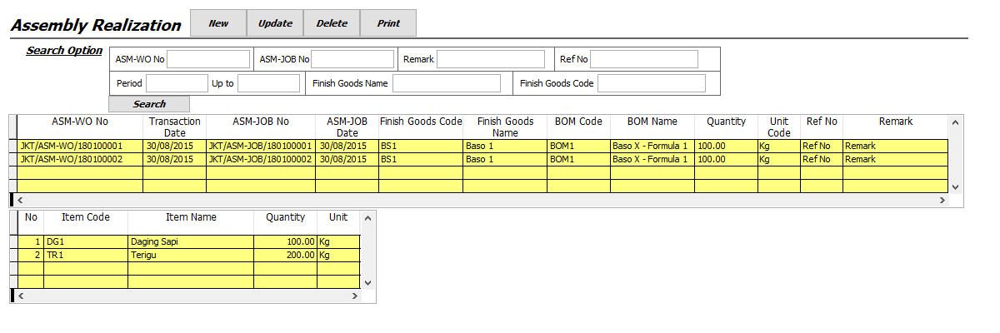 Assembly Realization New Update Delete Print
Search Option
ASM-WO No ASM-JOB No Remark Ref No
Period Up to Finish Goods Name Finish Goods Code
Search
ASM-WO No Transaction Date ASM-JOB No ASM-JOB Date Finish Goods Code Finish Goods Name BOM Code BOM Name Quantity Unit Code Ref No Remark
JKT/ASM-WO/180100001 30/08/2015 JKT/ASM-JOB/180100001 30/08/2015 BS1 Baso 1 BOM1 Baso X - Formula 1 100.00 Kg Ref No Remark
JKT/ASM-WO/180100002 30/08/2015 JKT/ASM-JOB/180100002 30/08/2015 BS1 Baso 1 BOM1 Baso X - Formula 1 100.00 Kg Ref No Remark
No Item Code Item Name Quantity Unit
1 DG1 Daging Sapi 100.00 Kg
2 TR1 Terigu 200.00 Kg